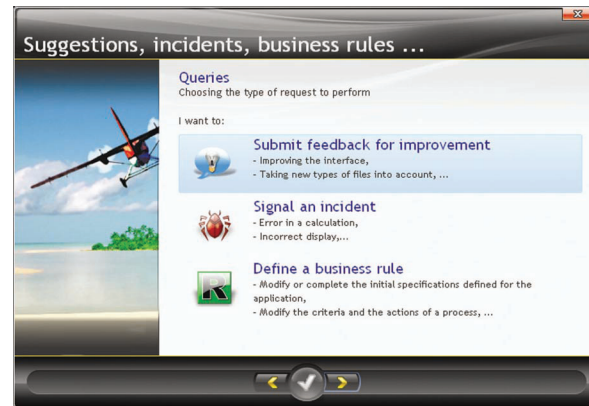 Suggestions, incidents, business rules ...
Queries
Choosing the type of request to perform
I want to:
Submit feedback for improvement
- Improving the interface,
- Taking new types of files into account, ...
Signal an incident
- Error in a calculation,
- Incorrect display,...
Define a business rule
- Modify or complete the initial specifications defined for the
application,
- Modify the criteria and the actions of a process, ...